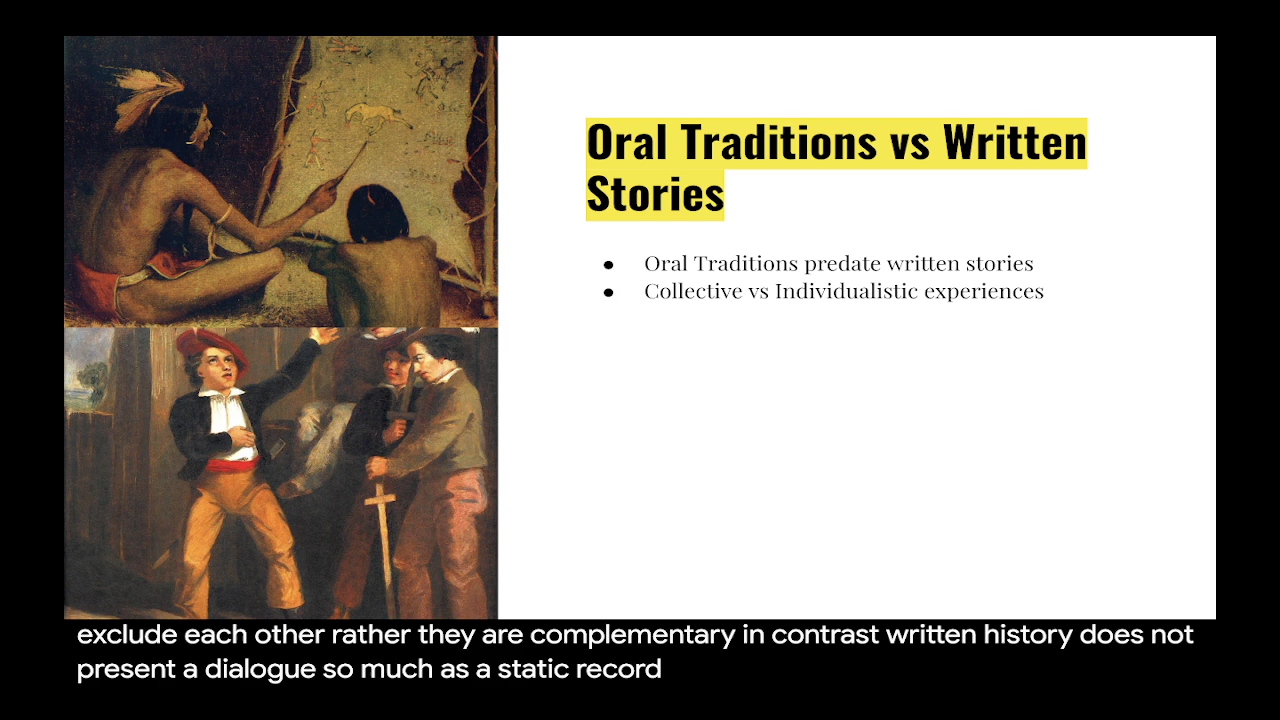 Oral Traditions vs Written
Stories
● Oral Traditions predate written stories
● Collective vs Individualistic experiences
exclude each other rather they are complementary in contrast written history does not
present a dialogue so much as a static record